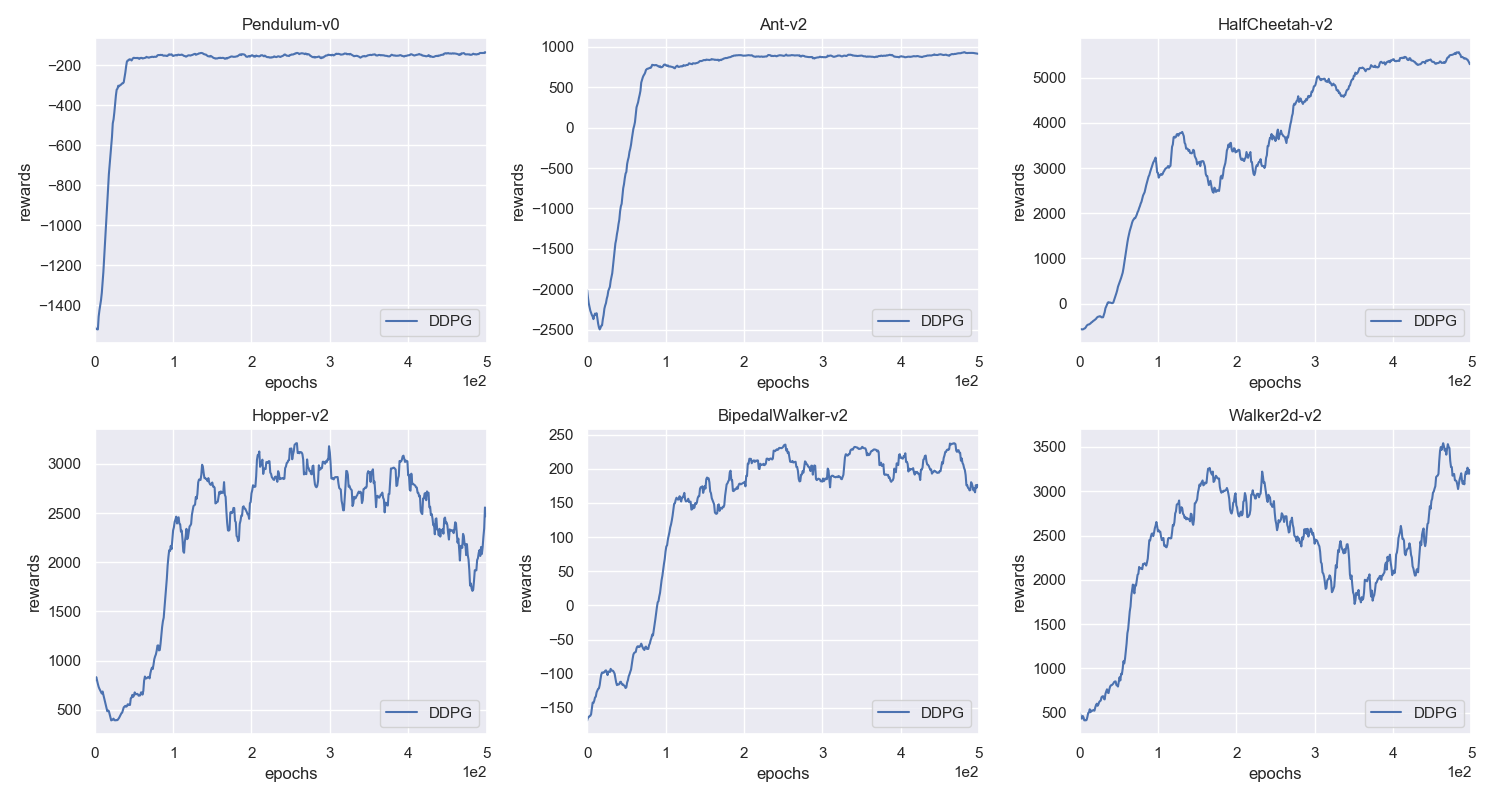 Pendulum-v0
rewards
−200
−400
−600
−800
−1000
−1200
−1400
DDPG
0 1 2 3 4 5
epochs
1e2
Ant-v2
rewards
1000
500
0
−500
−1000
−1500
−2000
−2500
DDPG
0 1 2 3 4 5
epochs
1e2
HalfCheetah-v2
rewards
5000
4000
3000
2000
1000
0
DDPG
0 1 2 3 4 5
epochs
1e2
Hopper-v2
rewards
3000
2500
2000
1500
1000
500
DDPG
0 1 2 3 4 5
epochs
1e2
BipedalWalker-v2
rewards
250
200
150
100
50
0
−50
−100
−150
DDPG
0 1 2 3 4 5
epochs
1e2
Walker2d-v2
rewards
3500
3000
2500
2000
1500
1000
500
DDPG
0 1 2 3 4 5
epochs
1e2